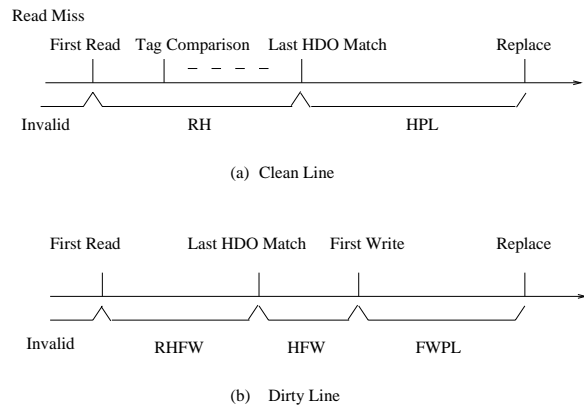 Read Miss
First Read Tag Comparison Last HDO Match Replace
Invalid RH HPL
(a) Clean Line
First Read Last HDO Match First Write Replace
Invalid RHFW HFW FWPL
(b) Dirty Line